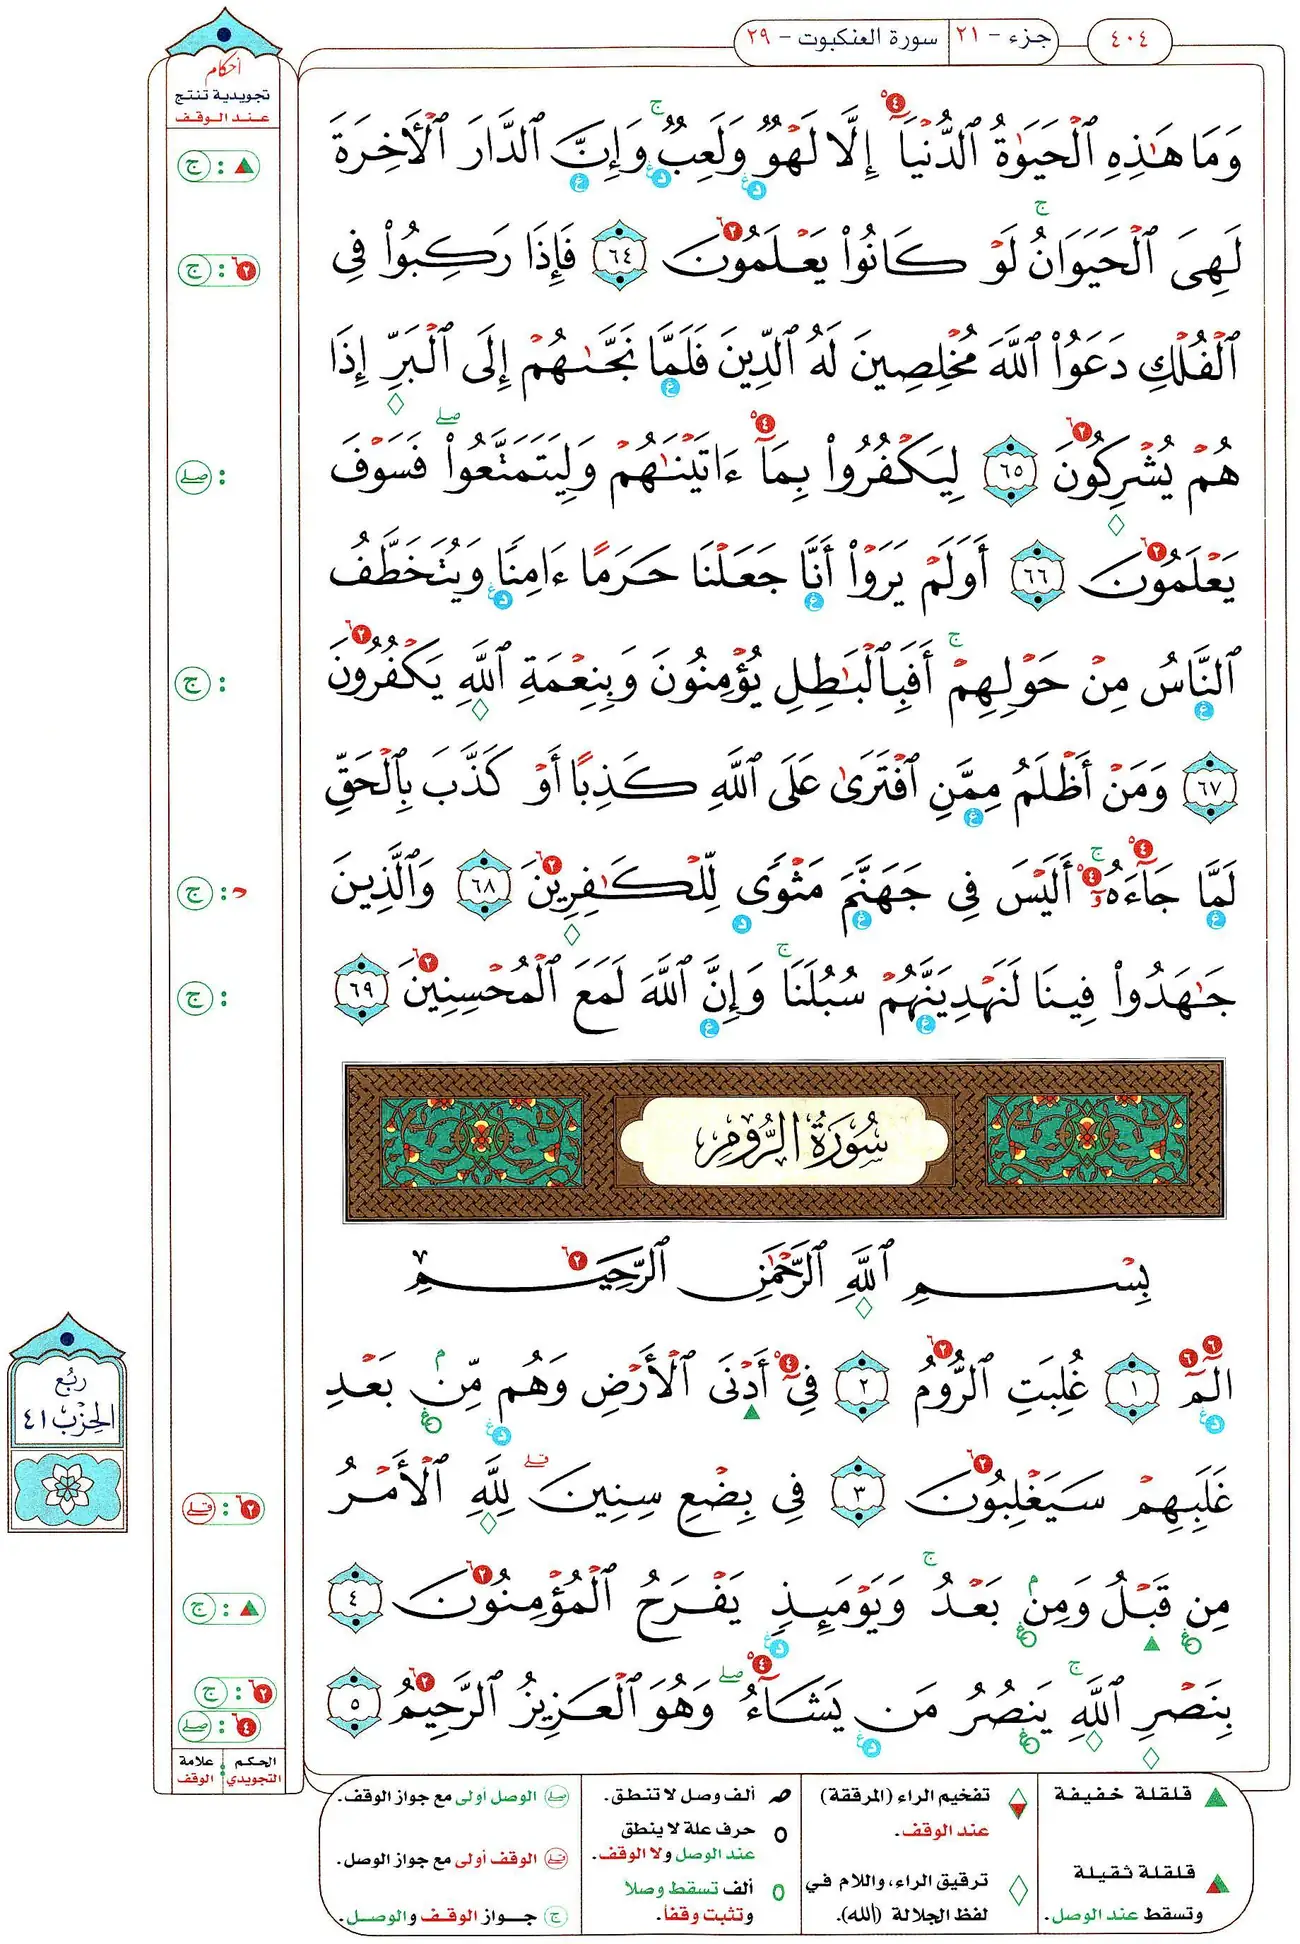 ٤٠٤
جزء - ٢١
سورة العنكبوت - ٢٩
أحكام
تجويدية تنتج
عند الوقف
وَمَا هَٰذِهِ ٱلْحَيَوٰةُ ٱلدُّنْيَآ إِلَّا لَهْوٌ وَلَعِبٌ ۚ وَإِنَّ ٱلدَّارَ ٱلْأَخِرَةَ
لَهِىَ ٱلْحَيَوَانُ ۚ لَوْ كَانُوا۟ يَعْلَمُونَ ٦٤ فَإِذَا رَكِبُوا۟ فِى
ٱلْفُلْكِ دَعَوُا۟ ٱللَّهَ مُخْلِصِينَ لَهُ ٱلدِّينَ فَلَمَّا نَجَّىٰهُمْ إِلَى ٱلْبَرِّ إِذَا
هُمْ يُشْرِكُونَ ٦٥ لِيَكْفُرُوا۟ بِمَآ ءَاتَيْنَٰهُمْ وَلِيَتَمَتَّعُوا۟ ۖ فَسَوْفَ
يَعْلَمُونَ ٦٦ أَوَلَمْ يَرَوْا۟ أَنَّا جَعَلْنَا حَرَمًا ءَامِنًا وَيُتَخَطَّفُ
ٱلنَّاسُ مِنْ حَوْلِهِمْ ۚ أَفَبِٱلْبَٰطِلِ يُؤْمِنُونَ وَبِنِعْمَةِ ٱللَّهِ يَكْفُرُونَ
٦٧ وَمَنْ أَظْلَمُ مِمَّنِ ٱفْتَرَىٰ عَلَى ٱللَّهِ كَذِبًا أَوْ كَذَّبَ بِٱلْحَقِّ
لَمَّا جَآءَهُۥٓ ۚ أَلَيْسَ فِى جَهَنَّمَ مَثْوًى لِّلْكَٰفِرِينَ ٦٨ وَٱلَّذِينَ
جَٰهَدُوا۟ فِينَا لَنَهْدِيَنَّهُمْ سُبُلَنَا ۚ وَإِنَّ ٱللَّهَ لَمَعَ ٱلْمُحْسِنِينَ ٦٩
سُورَةُ الرُّومِ
بِسْمِ ٱللَّهِ ٱلرَّحْمَٰنِ ٱلرَّحِيمِ
الٓمٓ ١ غُلِبَتِ ٱلرُّومُ ٢ فِىٓ أَدْنَى ٱلْأَرْضِ وَهُم مِّنۢ بَعْدِ
غَلَبِهِمْ سَيَغْلِبُونَ ٣ فِى بِضْعِ سِنِينَ ۗ لِلَّهِ ٱلْأَمْرُ
مِن قَبْلُ وَمِنۢ بَعْدُ ۚ وَيَوْمَئِذٍ يَفْرَحُ ٱلْمُؤْمِنُونَ ٤
بِنَصْرِ ٱللَّهِ ۚ يَنصُرُ مَن يَشَآءُ ۖ وَهُوَ ٱلْعَزِيزُ ٱلرَّحِيمُ ٥
رُبُع
الحِزْب ٤١
الحكم التجويدي
علامة الوقف
قلقلة خفيفة
قلقلة ثقيلة
وتسقط عند الوصل.
تفخيم الراء (المرققة)
عند الوقف.
ترقيق الراء، واللام في
لفظ الجلالة (الله).
ألف وصل لا تنطق.
حرف علة لا ينطق
عند الوصل ولا الوقف.
ألف تسقط وصلاً
وتثبت وقفاً.
صلے الوصل أولى مع جواز الوقف.
قلے الوقف أولى مع جواز الوصل.
ج جواز الوقف والوصل.